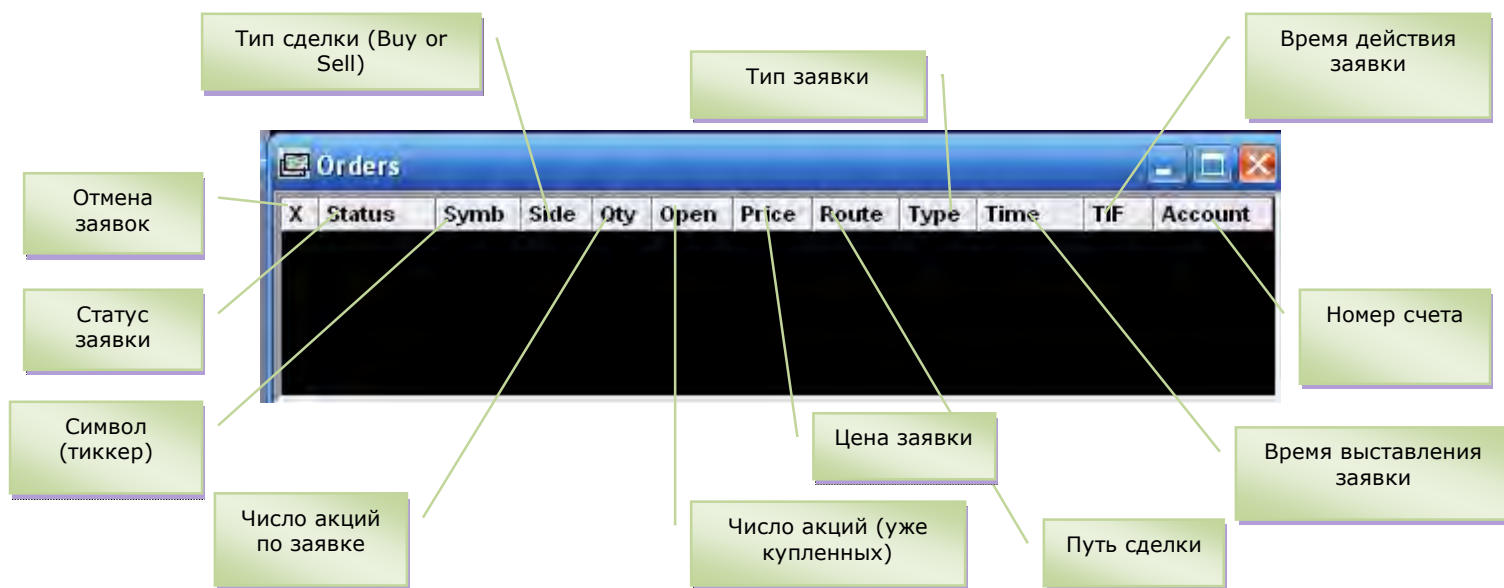 Тип сделки (Buy or
Sell)
Тип заявки
Время действия
заявки
Orders
Отмена
заявок
X Status Symb Side Qty Open Price Route Type Time TIF Account
Статус
заявки
Номер счета
Символ
(тиккер)
Цена заявки
Время выставления
заявки
Число акций
по заявке
Число акций (уже
купленных)
Путь сделки